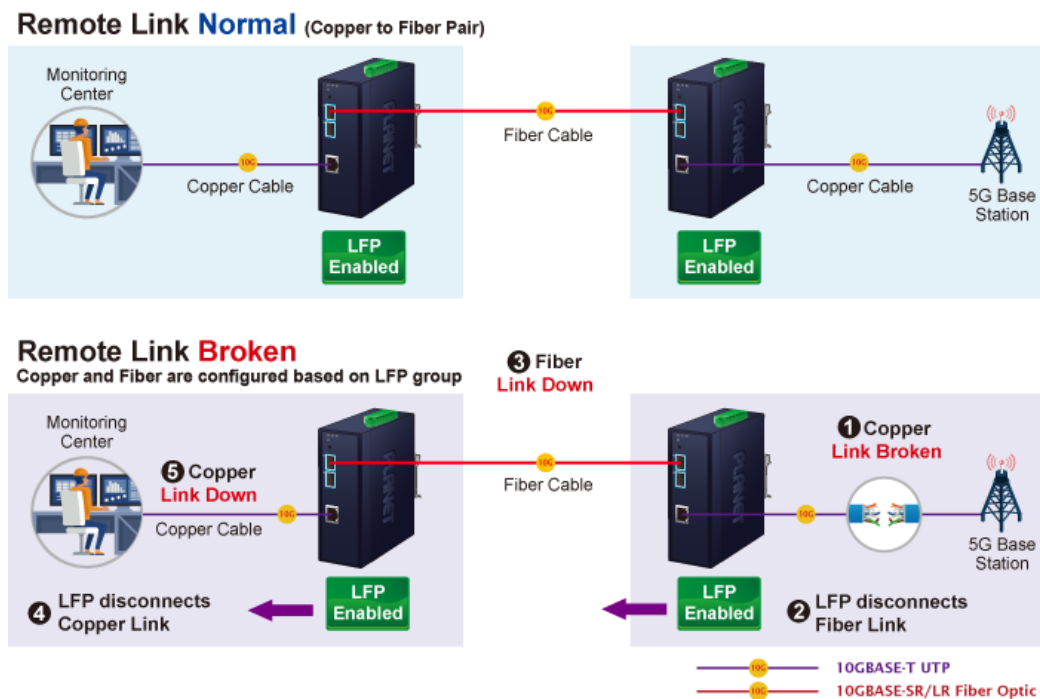 Remote Link Normal (Copper to Fiber Pair)
Monitoring
Center
10G
Copper Cable
PLANET
10G
Fiber Cable
PLANET
10G
Copper Cable
5G Base
Station
LFP
Enabled
LFP
Enabled
Remote Link Broken
Copper and Fiber are configured based on LFP group
3 Fiber
Link Down
Monitoring
Center
5 Copper
Link Down
10G
Copper Cable
PLANET
10G
Fiber Cable
PLANET
1 Copper
Link Broken
10G
5G Base
Station
4 LFP disconnects
Copper Link
LFP
Enabled
LFP
Enabled
2 LFP disconnects
Fiber Link
10G 10GBASE-T UTP
10G 10GBASE-SR/LR Fiber Optic